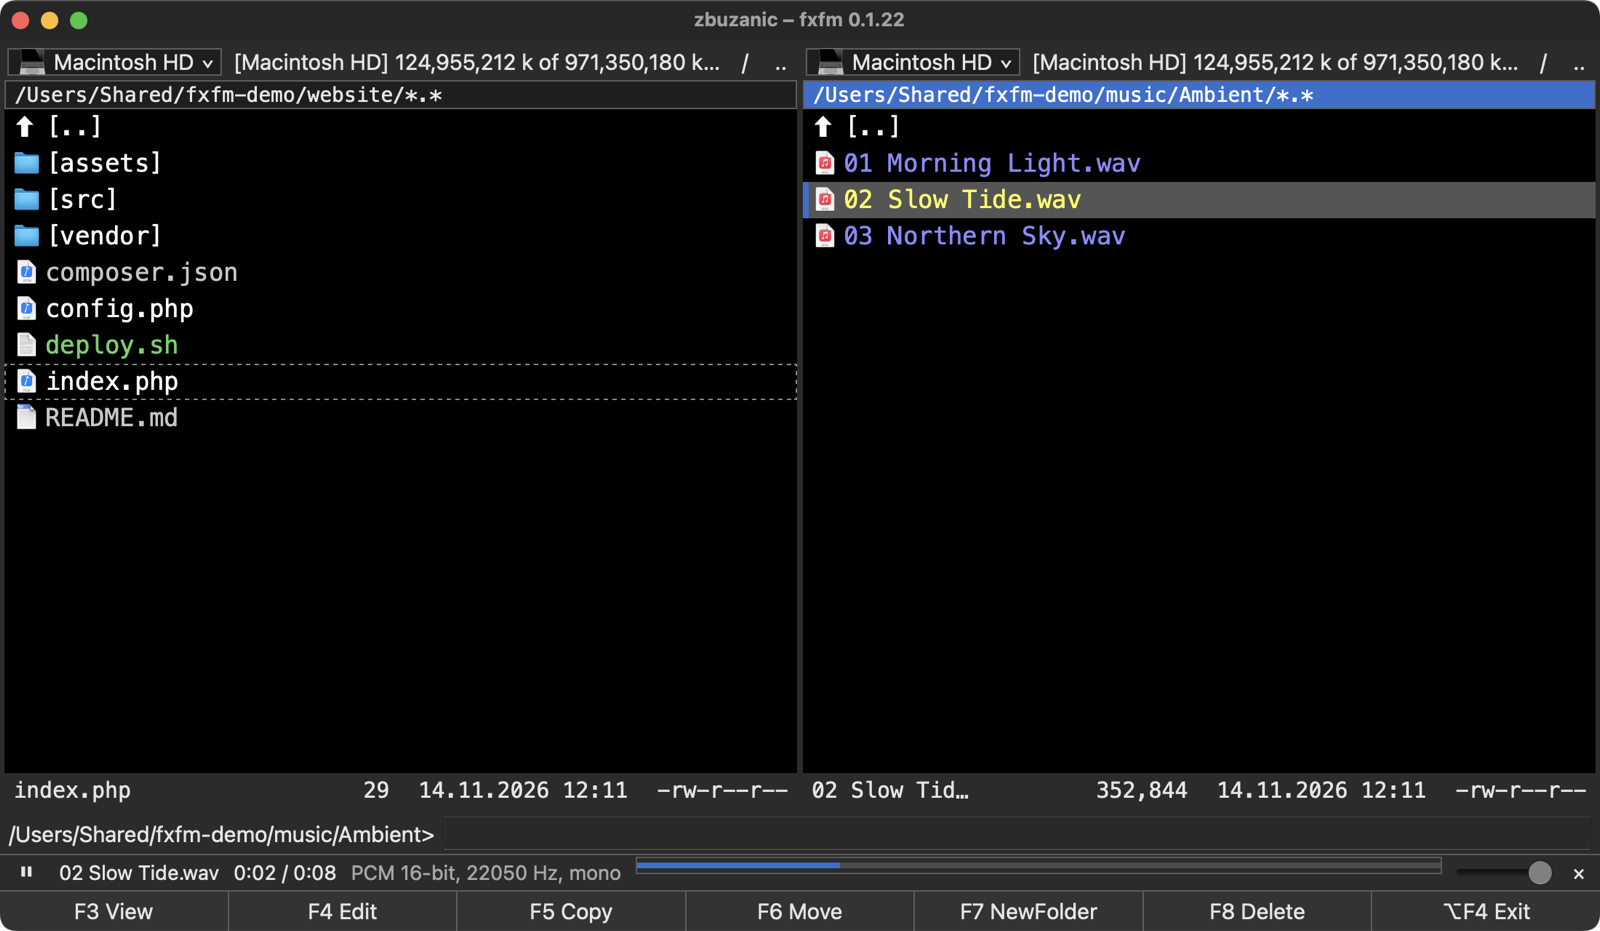 zbuzanic – fxfm 0.1.22
Macintosh HD [Macintosh HD] 124,955,212 k of 971,350,180 k... / ..
Macintosh HD [Macintosh HD] 124,955,212 k of 971,350,180 k... / ..
/Users/Shared/fxfm-demo/website/*.*
[..]
[assets]
[src]
[vendor]
composer.json
config.php
deploy.sh
index.php
README.md
index.php 29 14.11.2026 12:11 -rw-r--r--
/Users/Shared/fxfm-demo/music/Ambient/*.*
[..]
01 Morning Light.wav
02 Slow Tide.wav
03 Northern Sky.wav
02 Slow Tid… 352,844 14.11.2026 12:11 -rw-r--r--
/Users/Shared/fxfm-demo/music/Ambient>
02 Slow Tide.wav 0:02 / 0:08 PCM 16-bit, 22050 Hz, mono
F3 View F4 Edit F5 Copy F6 Move F7 NewFolder F8 Delete ⌥F4 Exit